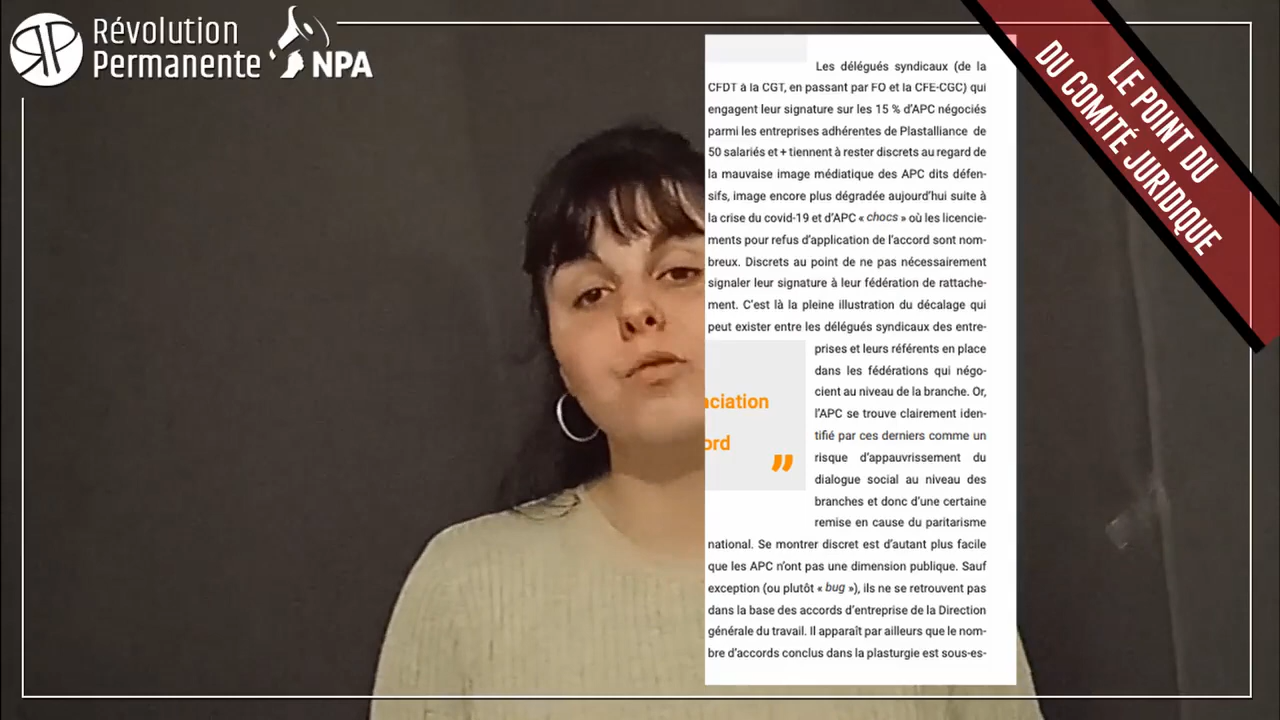 Révolution
Permanente
NPA
LE POINT DU
DU COMITÉ JURIDIQUE
Les délégués syndicaux (de la
CFDT à la CGT, en passant par FO et la CFE-CGC) qui
engagent leur signature sur les 15 % d'APC négociés
parmi les entreprises adhérentes de Plastalliance de
50 salariés et + tiennent à rester discrets au regard de
la mauvaise image médiatique des APC dits défen-
sifs, image encore plus dégradée aujourd'hui suite à
la crise du covid-19 et d'APC « chocs » où les licencie-
ments pour refus d'application de l'accord sont nom-
breux. Discrets au point de ne pas nécessairement
signaler leur signature à leur fédération de rattache-
ment. C'est là la pleine illustration du décalage qui
peut exister entre les délégués syndicaux des entre-
prises et leurs référents en place
dans les fédérations qui négo-
cient au niveau de la branche. Or,
l'APC se trouve clairement iden-
tifié par ces derniers comme un
risque d'appauvrissement du
dialogue social au niveau des
branches et donc d'une certaine
remise en cause du paritarisme
national. Se montrer discret est d'autant plus facile
que les APC n'ont pas une dimension publique. Sauf
exception (ou plutôt « bug »), ils ne se retrouvent pas
dans la base des accords d'entreprise de la Direction
générale du travail. Il apparaît par ailleurs que le nom-
bre d'accords conclus dans la plasturgie est sous-es-
ciation
ord
”